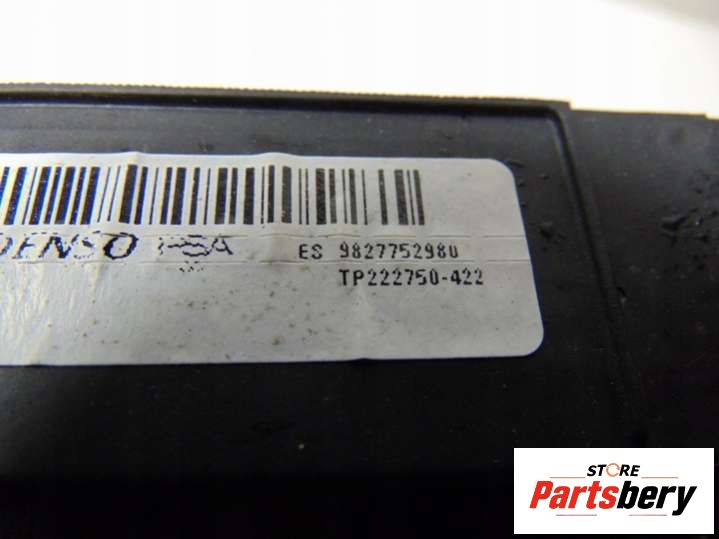 DENSO PSA ES 9827752980
TP222750-422
STORE
Partsbery